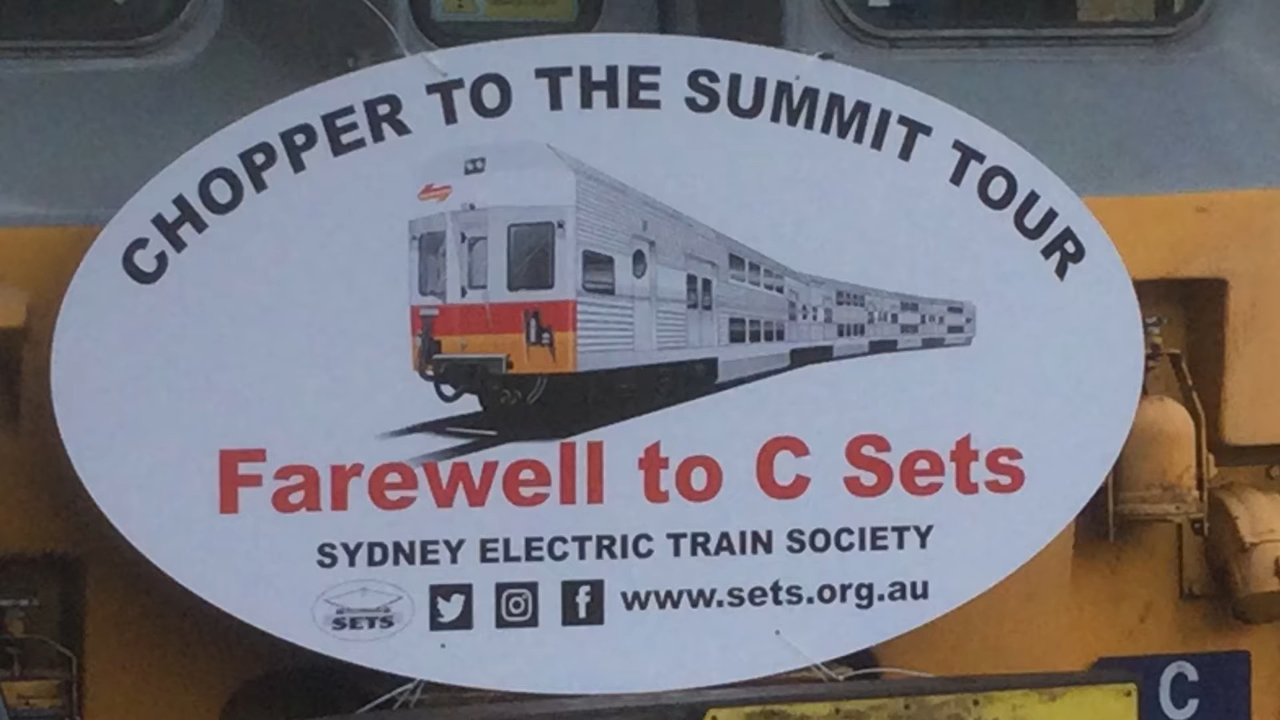 CHOPPER TO THE SUMMIT TOUR
Farewell to C Sets
SYDNEY ELECTRIC TRAIN SOCIETY
SETS www.sets.org.au
C